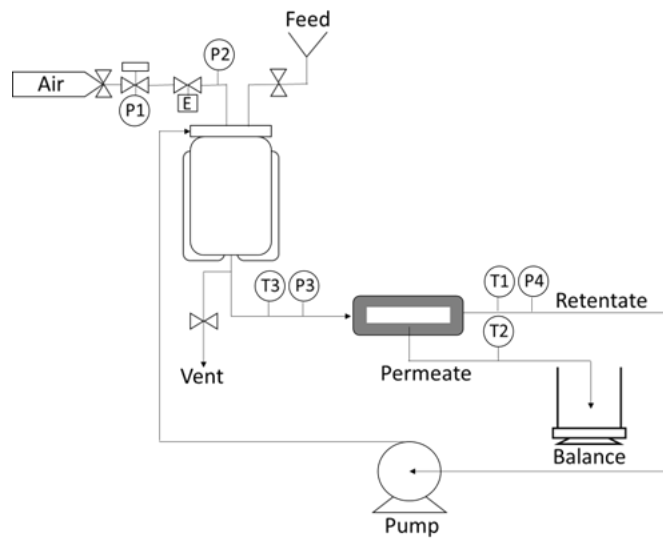 Feed
P2
Air
P1
E
T3
P3
T1
P4
Retentate
T2
Vent
Permeate
Balance
Pump